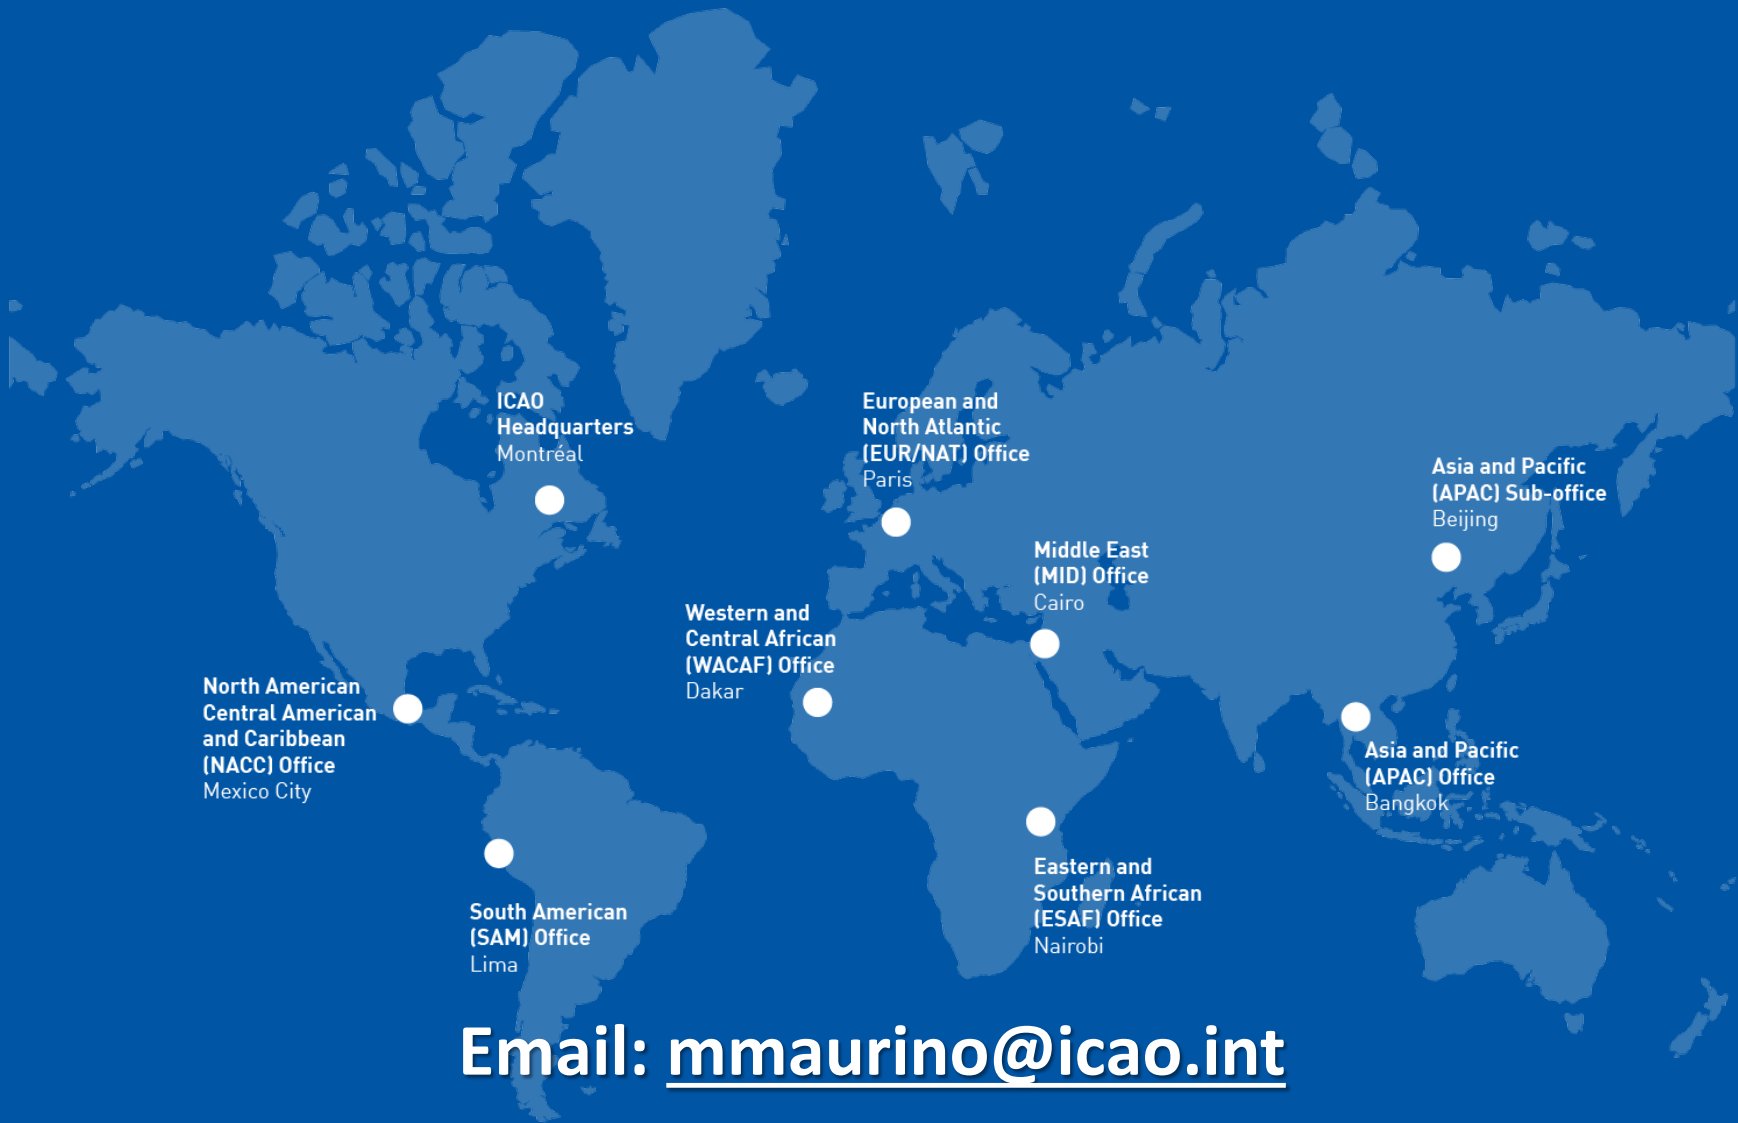 ICAO
Headquarters
Montréal
European and
North Atlantic
(EUR/NAT) Office
Paris
Asia and Pacific
(APAC) Sub-office
Beijing
Middle East
(MID) Office
Cairo
Western and
Central African
(WACAF) Office
Dakar
North American
Central American
and Caribbean
(NACC) Office
Mexico City
Asia and Pacific
(APAC) Office
Bangkok
Eastern and
Southern African
(ESAF) Office
Nairobi
South American
(SAM) Office
Lima
Email: mmaurino@icao.int